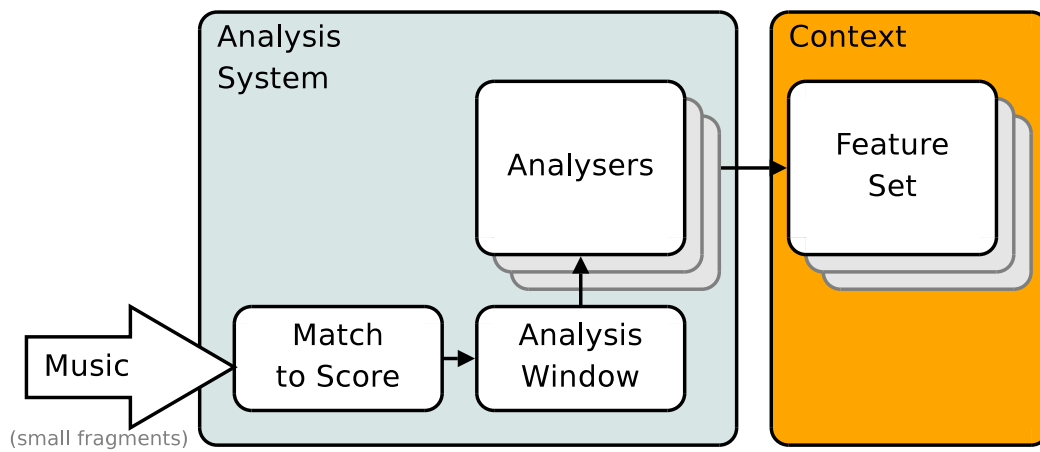 Analysis
System
Context
Analysers
Feature
Set
Music
(small fragments)
Match
to Score
Analysis
Window